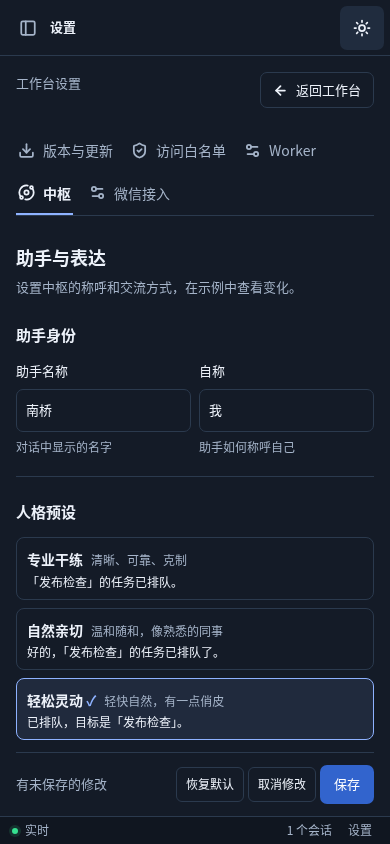 设置
工作台设置
返回工作台
版本与更新 访问白名单 Worker
中枢 微信接入
助手与表达
设置中枢的称呼和交流方式，在示例中查看变化。
助手身份
助手名称 自称
南桥 我
对话中显示的名字 助手如何称呼自己
人格预设
专业干练 清晰、可靠、克制
「发布检查」的任务已排队。
自然亲切 温和随和，像熟悉的同事
好的，「发布检查」的任务已排队了。
轻松灵动 ✓ 轻快自然，有一点俏皮
已排队，目标是「发布检查」。
有未保存的修改 恢复默认 取消修改 保存
实时 1 个会话 设置